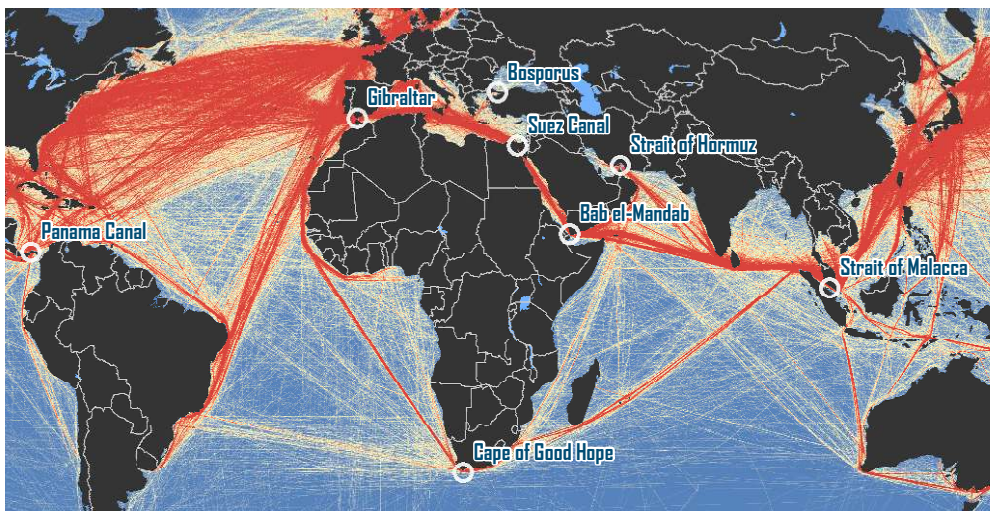 Bosporus
Gibraltar
Suez Canal
Strait of Hormuz
Bab el-Mandab
Panama Canal
Strait of Malacca
Cape of Good Hope